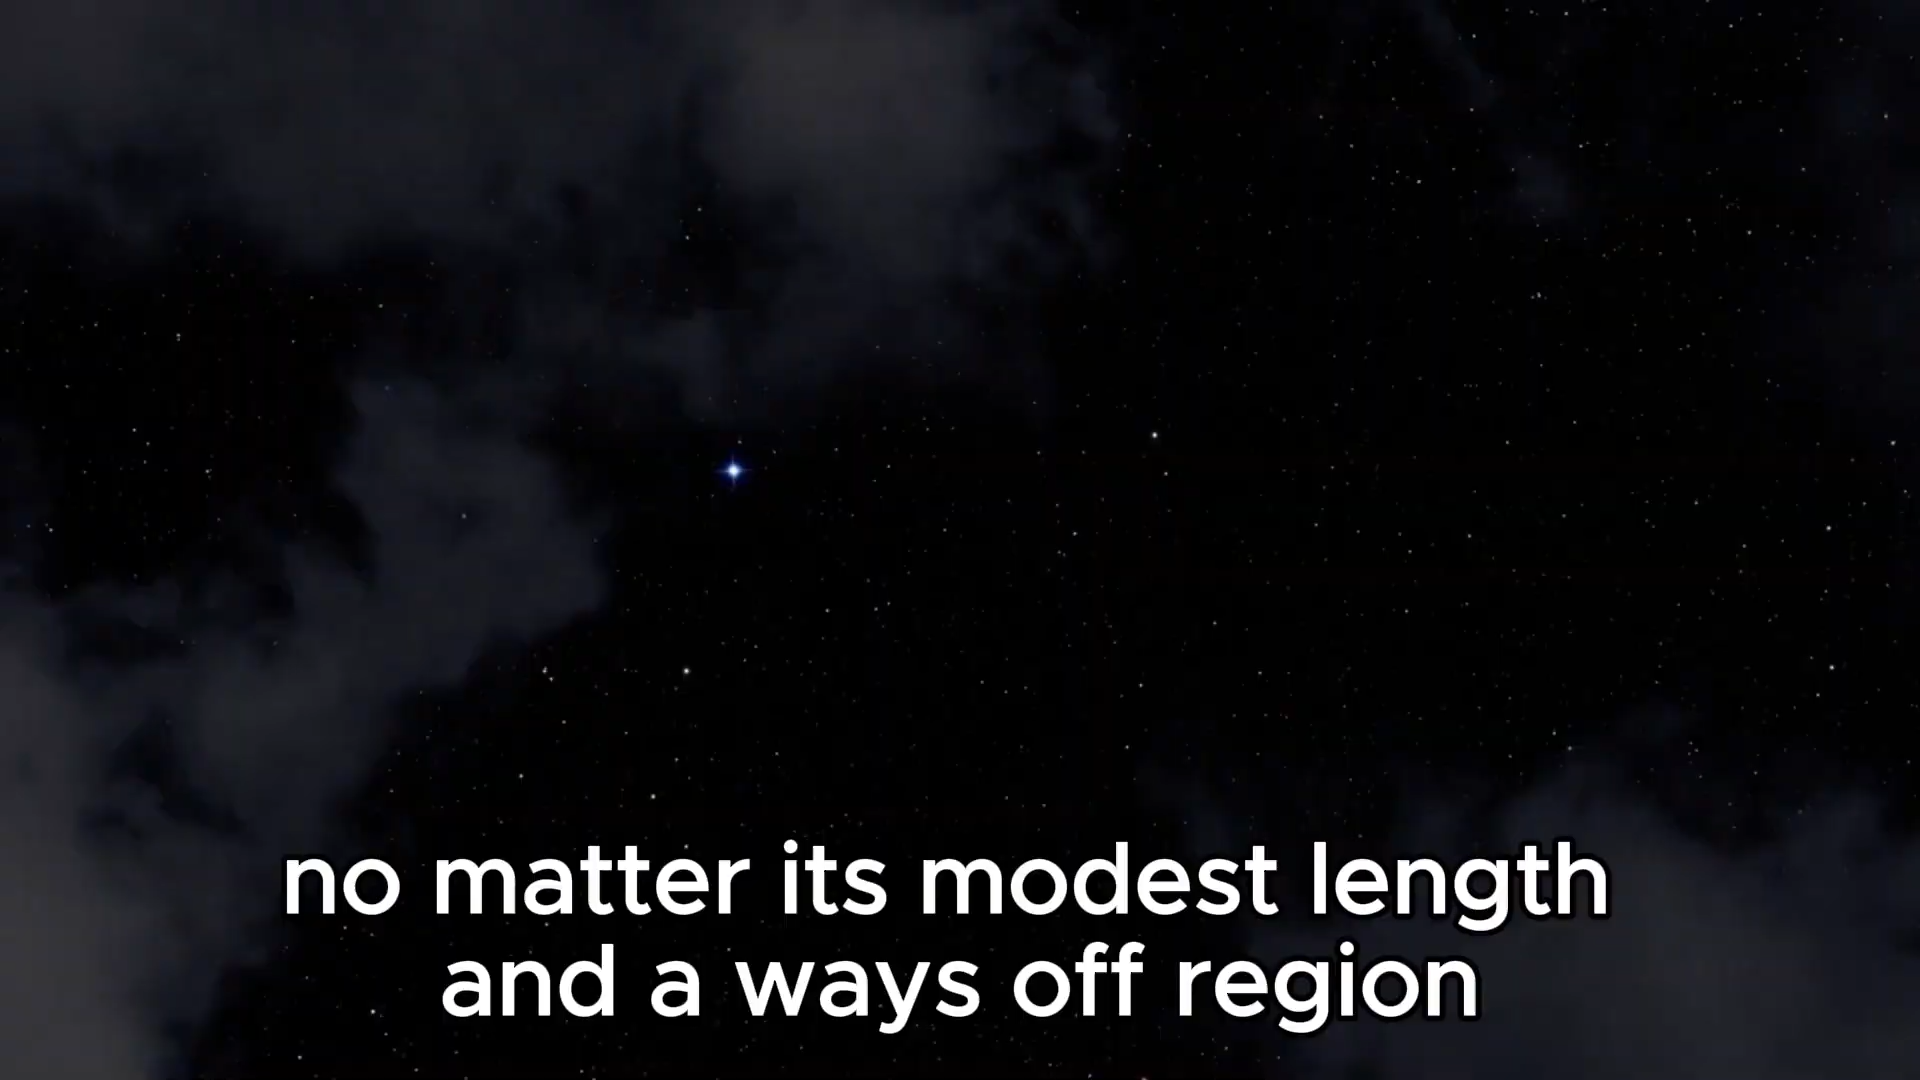 no matter its modest length
and a ways off region